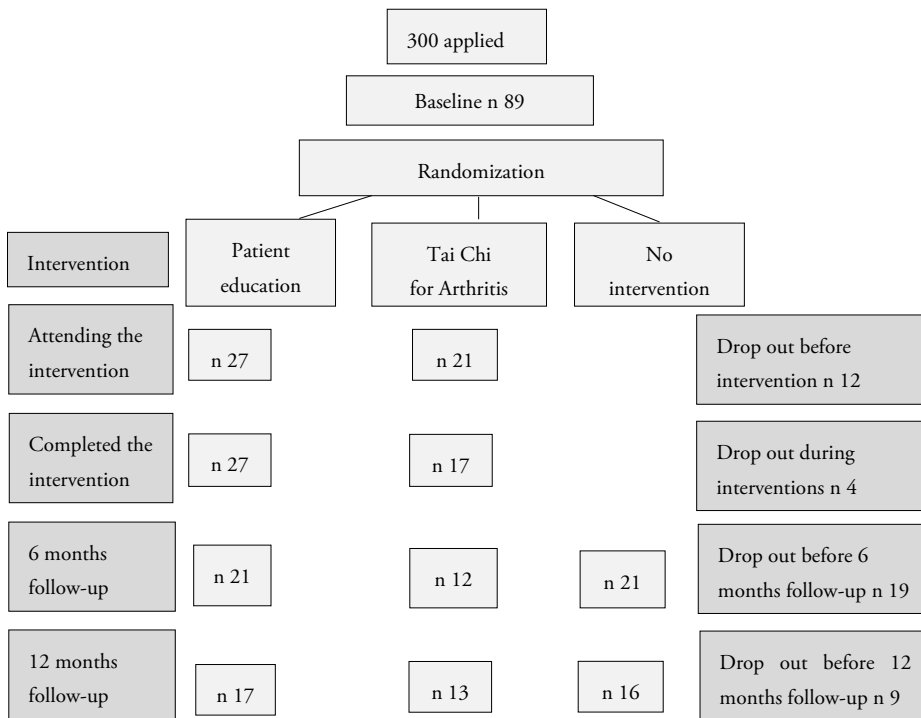 300 applied
Baseline n 89
Randomization
Intervention
Patient
education
Tai Chi
for Arthritis
No
intervention
Attending the
intervention
n 27
n 21
Drop out before
intervention n 12
Completed the
intervention
n 27
n 17
Drop out during
interventions n 4
6 months
follow-up
n 21
n 12
n 21
Drop out before 6
months follow-up n 19
12 months
follow-up
n 17
n 13
n 16
Drop out before 12
months follow-up n 9